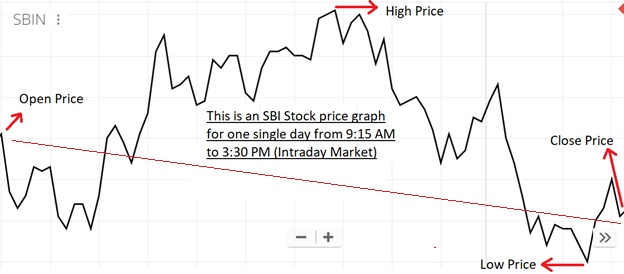 SBIN
High Price
Open Price
This is an SBI Stock price graph
for one single day from 9:15 AM
to 3:30 PM (Intraday Market)
Close Price
Low Price